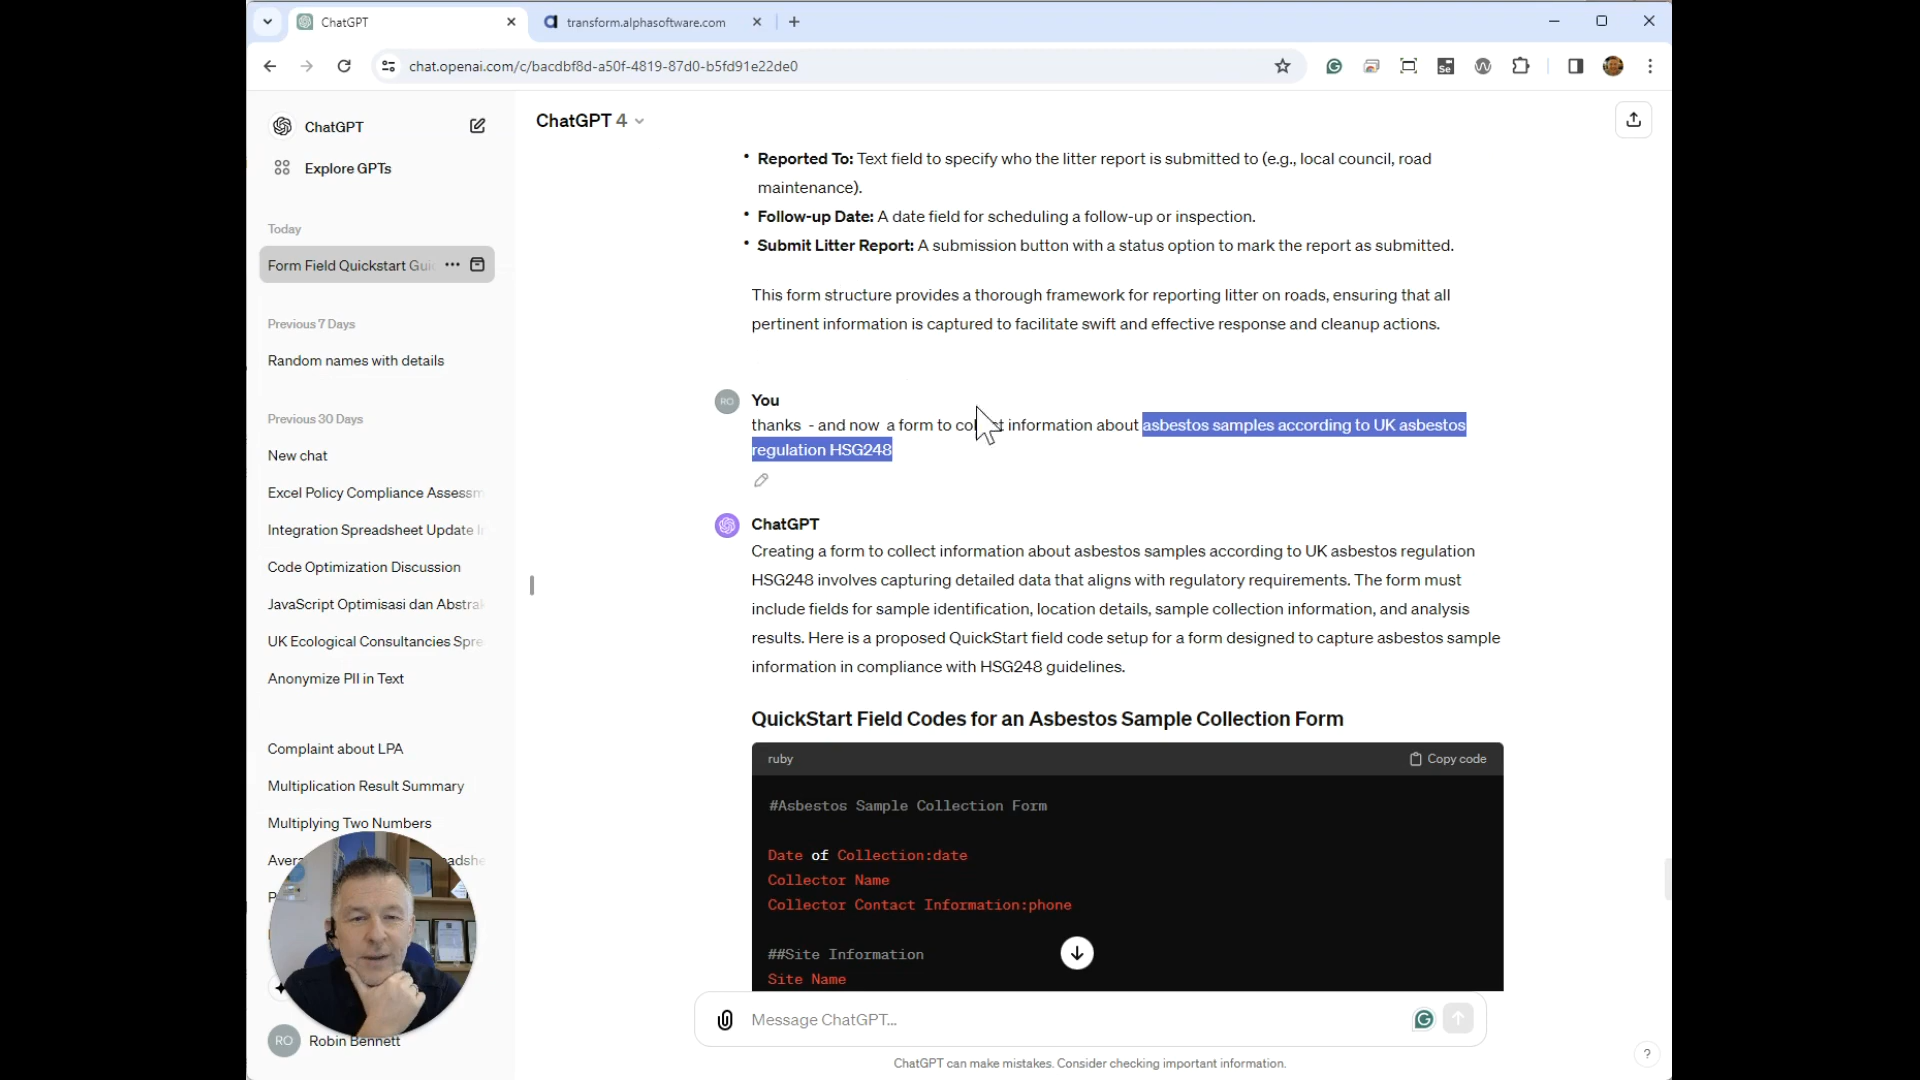 ChatGPT
transform.alphasoftware.com
chat.openai.com/c/bacdbf8d-a50f-4819-87d0-b5fd91e22de0
Se
ChatGPT
Explore GPTs
Today
Form Field Quickstart Gui
Previous 7 Days
Random names with details
Previous 30 Days
New chat
Excel Policy Compliance Assessm
Integration Spreadsheet Update I
Code Optimization Discussion
JavaScript Optimisasi dan Abstrak
UK Ecological Consultancies Spre
Anonymize PII in Text
Complaint about LPA
Multiplication Result Summary
Multiplying Two Numbers
RO
Robin Bennett
ChatGPT 4
• Reported To: Text field to specify who the litter report is submitted to (e.g., local council, road
maintenance).
• Follow-up Date: A date field for scheduling a follow-up or inspection.
• Submit Litter Report: A submission button with a status option to mark the report as submitted.
This form structure provides a thorough framework for reporting litter on roads, ensuring that all
pertinent information is captured to facilitate swift and effective response and cleanup actions.
RO
You
thanks - and now a form to collect information about asbestos samples according to UK asbestos
regulation HSG248
ChatGPT
Creating a form to collect information about asbestos samples according to UK asbestos regulation
HSG248 involves capturing detailed data that aligns with regulatory requirements. The form must
include fields for sample identification, location details, sample collection information, and analysis
results. Here is a proposed QuickStart field code setup for a form designed to capture asbestos sample
information in compliance with HSG248 guidelines.
QuickStart Field Codes for an Asbestos Sample Collection Form
ruby
Copy code
#Asbestos Sample Collection Form
Date of Collection:date
Collector Name
Collector Contact Information:phone
##Site Information
Site Name
Message ChatGPT...
ChatGPT can make mistakes. Consider checking important information.
?